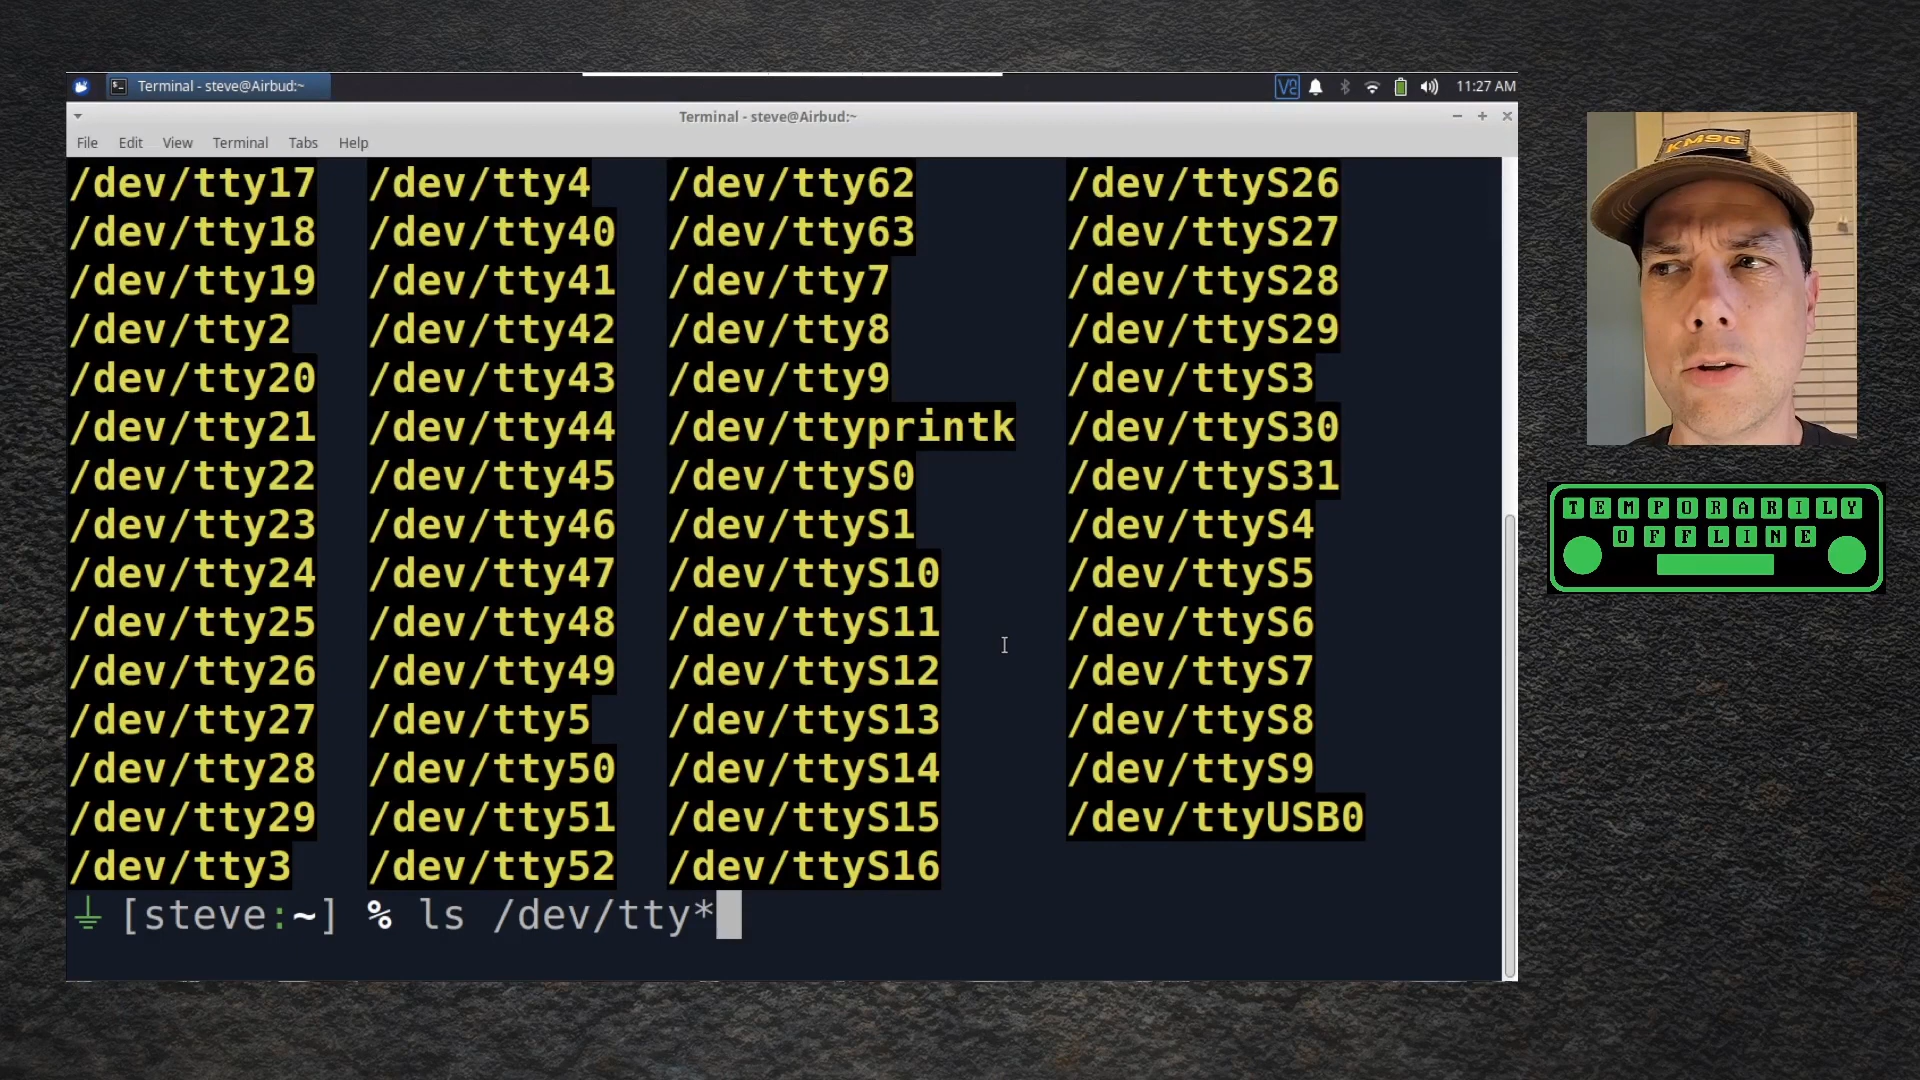 Terminal - steve@Airbud:~ 11:27 AM
Terminal - steve@Airbud:~
File Edit View Terminal Tabs Help
/dev/tty17 /dev/tty4 /dev/tty62 /dev/ttyS26
/dev/tty18 /dev/tty40 /dev/tty63 /dev/ttyS27
/dev/tty19 /dev/tty41 /dev/tty7 /dev/ttyS28
/dev/tty2 /dev/tty42 /dev/tty8 /dev/ttyS29
/dev/tty20 /dev/tty43 /dev/tty9 /dev/ttyS3
/dev/tty21 /dev/tty44 /dev/ttyprintk /dev/ttyS30
/dev/tty22 /dev/tty45 /dev/ttyS0 /dev/ttyS31
/dev/tty23 /dev/tty46 /dev/ttyS1 /dev/ttyS4
/dev/tty24 /dev/tty47 /dev/ttyS10 /dev/ttyS5
/dev/tty25 /dev/tty48 /dev/ttyS11 /dev/ttyS6
/dev/tty26 /dev/tty49 /dev/ttyS12 /dev/ttyS7
/dev/tty27 /dev/tty5 /dev/ttyS13 /dev/ttyS8
/dev/tty28 /dev/tty50 /dev/ttyS14 /dev/ttyS9
/dev/tty29 /dev/tty51 /dev/ttyS15 /dev/ttyUSB0
/dev/tty3 /dev/tty52 /dev/ttyS16
[steve:~] % ls /dev/tty*
KM9G
TEMPORARILY
OFFLINE